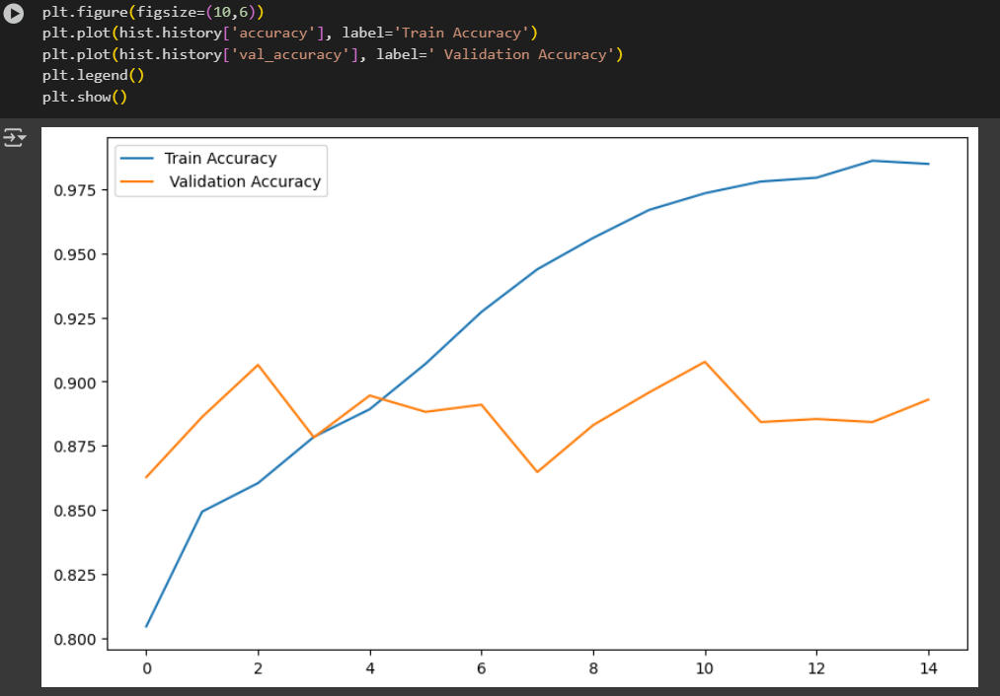 plt.figure(figsize=(10,6))
plt.plot(hist.history['accuracy'], label='Train Accuracy')
plt.plot(hist.history['val_accuracy'], label=' Validation Accuracy')
plt.legend()
plt.show()
Train Accuracy
Validation Accuracy
0.975
0.950
0.925
0.900
0.875
0.850
0.825
0.800
0 2 4 6 8 10 12 14